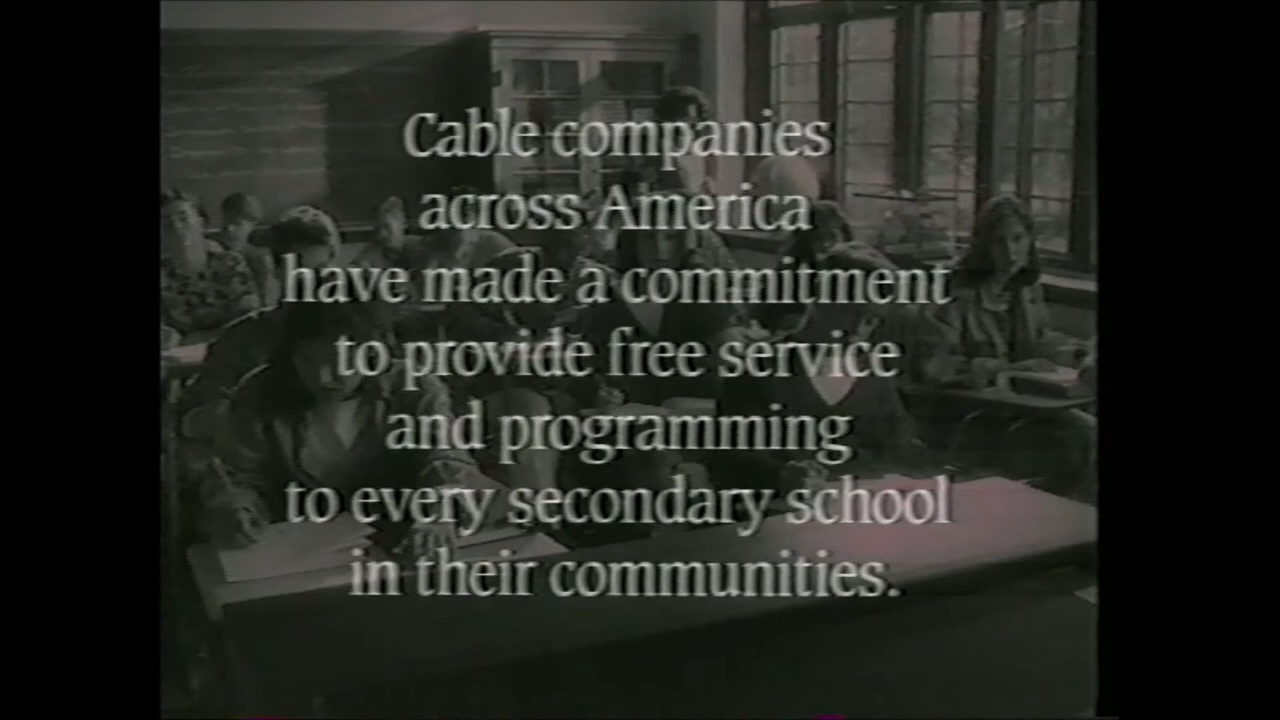 Cable companies
across America
have made a commitment
to provide free service
and programming
to every secondary school
in their communities.